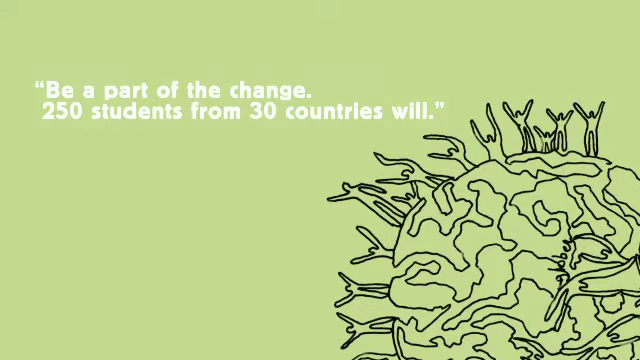 “Be a part of the change.
250 students from 30 countries will.”